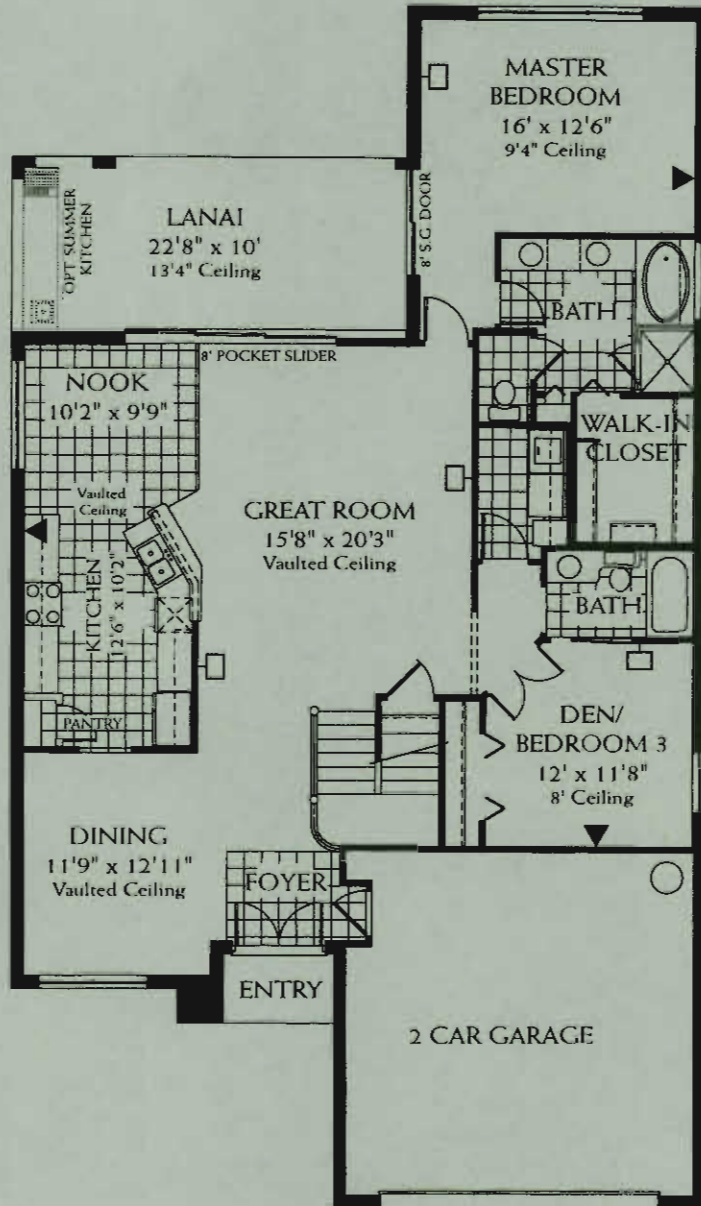 MASTER
BEDROOM
16' x 12'6"
9'4" Ceiling
OPT SUMMER
KITCHEN
LANAI
22'8" x 10'
13'4" Ceiling
8' S.G. DOOR
BATH
8' POCKET SLIDER
NOOK
10'2" x 9'9"
WALK-IN
CLOSET
Vaulted
Ceiling
GREAT ROOM
15'8" x 20'3"
Vaulted Ceiling
KITCHEN
12'6" x 10'2"
BATH
PANTRY
DEN/
BEDROOM 3
12' x 11'8"
8' Ceiling
DINING
11'9" x 12'11"
Vaulted Ceiling
FOYER
ENTRY
2 CAR GARAGE